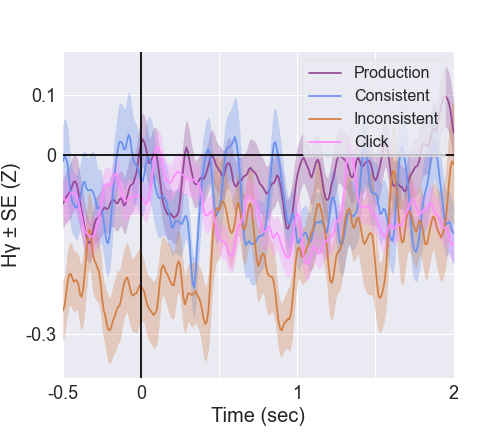 Production
Consistent
Inconsistent
Click
0.1
0
-0.3
Hγ ± SE (Z)
-0.5
0
1
2
Time (sec)